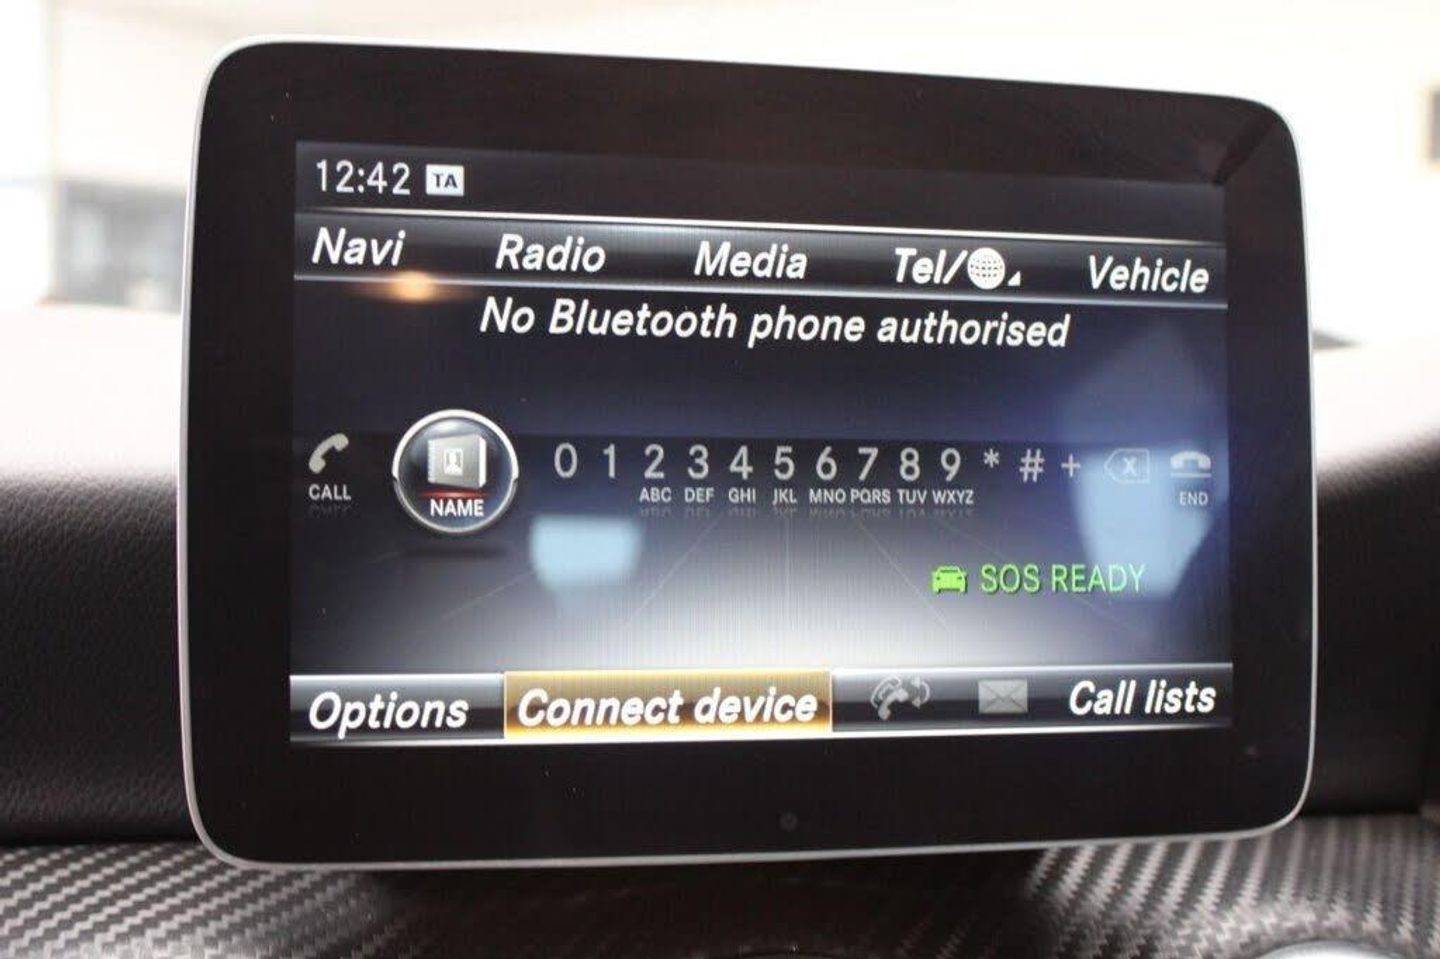 12:42 TA
Navi Radio Media Tel/ Vehicle
No Bluetooth phone authorised
0 1 2 3 4 5 6 7 8 9 * # + X
CALL NAME ABC DEF GHI JKL MNO PQRS TUV WXYZ END
SOS READY
Options Connect device Call lists